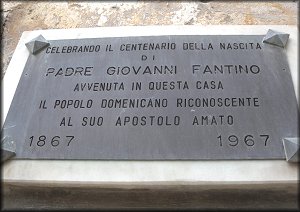 CELEBRANDO IL CENTENARIO DELLA NASCITA
DI
PADRE GIOVANNI FANTINO
AVVENUTA IN QUESTA CASA
IL POPOLO DOMENICANO RICONOSCENTE
AL SUO APOSTOLO AMATO
1867 1967